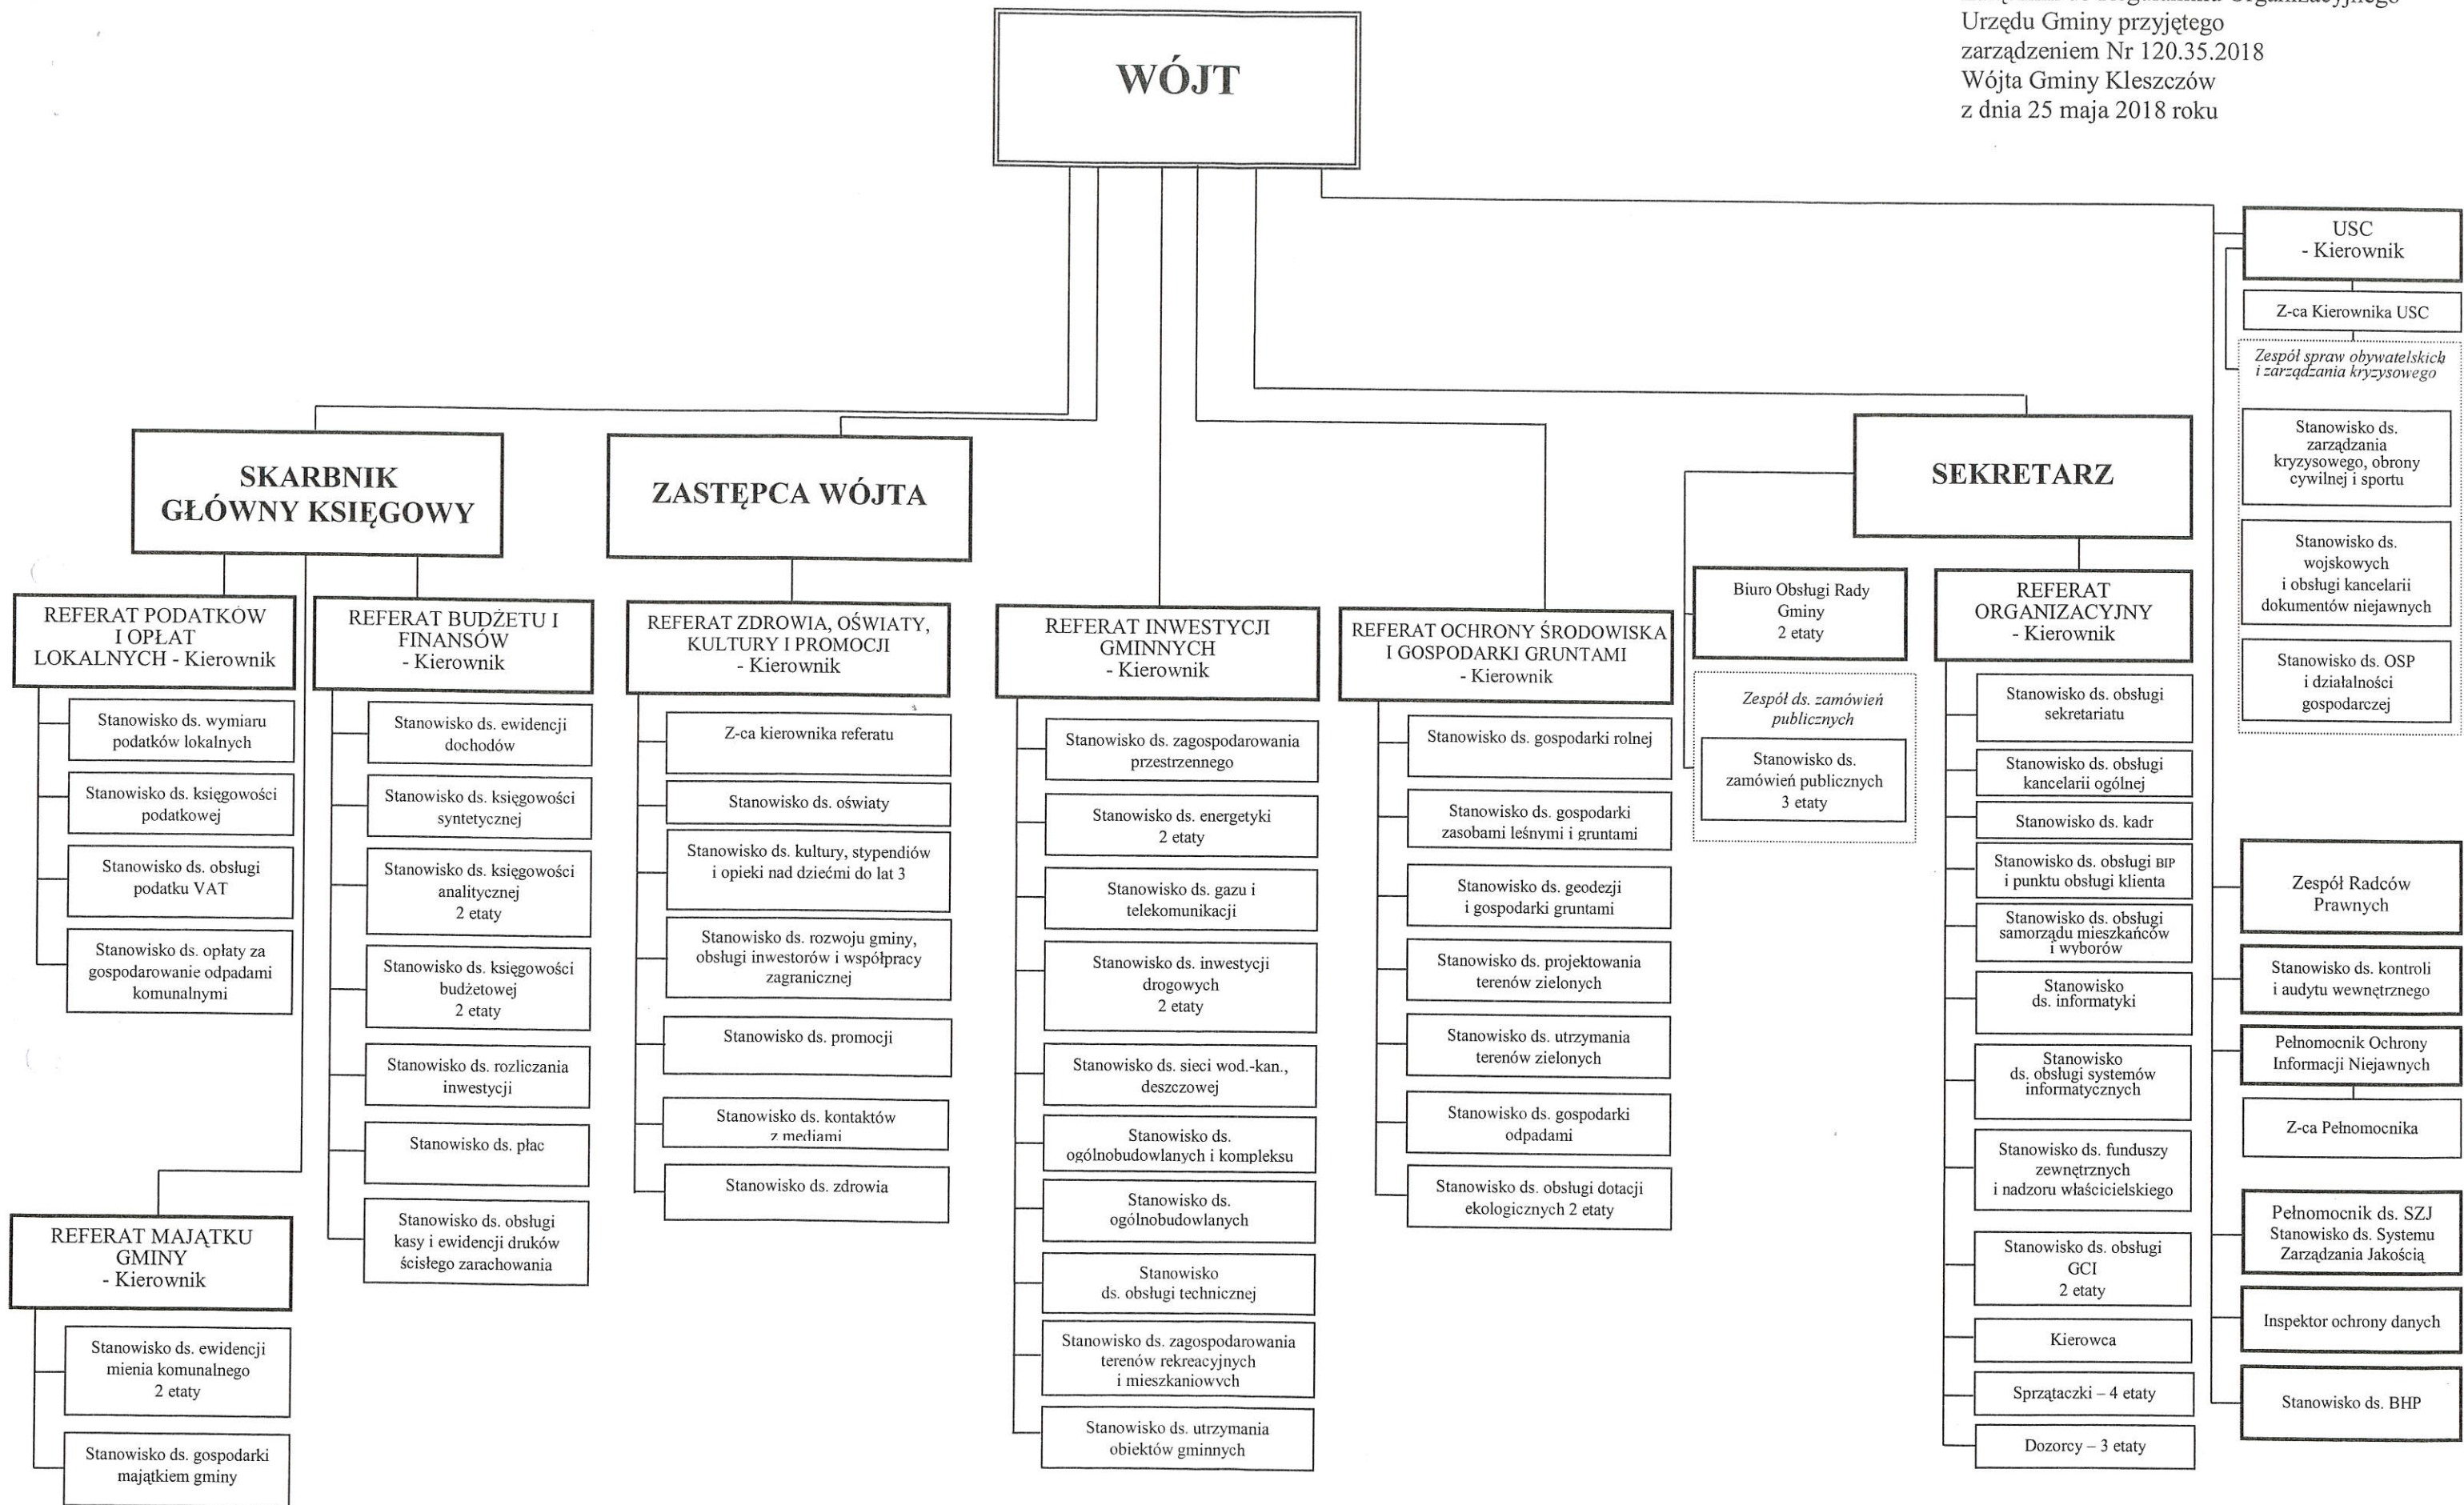 Urzędu Gminy przyjętego
zarządzeniem Nr 120.35.2018
Wójta Gminy Kleszczów
z dnia 25 maja 2018 roku
WÓJT
USC
- Kierownik
Z-ca Kierownika USC
Zespół spraw obywatelskich
i zarządzania kryzysowego
Stanowisko ds.
zarządzania
kryzysowego, obrony
cywilnej i sportu
Stanowisko ds.
wojskowych
i obsługi kancelarii
dokumentów niejawnych
Stanowisko ds. OSP
i działalności
gospodarczej
SKARBNIK
GŁÓWNY KSIĘGOWY
ZASTĘPCA WÓJTA
SEKRETARZ
REFERAT PODATKÓW
I OPŁAT
LOKALNYCH - Kierownik
Stanowisko ds. wymiaru
podatków lokalnych
Stanowisko ds. księgowości
podatkowej
Stanowisko ds. obsługi
podatku VAT
Stanowisko ds. opłaty za
gospodarowanie odpadami
komunalnymi
REFERAT MAJĄTKU
GMINY
- Kierownik
Stanowisko ds. ewidencji
mienia komunalnego
2 etaty
Stanowisko ds. gospodarki
majątkiem gminy
REFERAT BUDŻETU I
FINANSÓW
- Kierownik
Stanowisko ds. ewidencji
dochodów
Stanowisko ds. księgowości
syntetycznej
Stanowisko ds. księgowości
analitycznej
2 etaty
Stanowisko ds. księgowości
budżetowej
2 etaty
Stanowisko ds. rozliczania
inwestycji
Stanowisko ds. płac
Stanowisko ds. obsługi
kasy i ewidencji druków
ścisłego zarachowania
REFERAT ZDROWIA, OŚWIATY,
KULTURY I PROMOCJI
- Kierownik
Z-ca kierownika referatu
Stanowisko ds. oświaty
Stanowisko ds. kultury, stypendiów
i opieki nad dziećmi do lat 3
Stanowisko ds. rozwoju gminy,
obsługi inwestorów i współpracy
zagranicznej
Stanowisko ds. promocji
Stanowisko ds. kontaktów
z mediami
Stanowisko ds. zdrowia
REFERAT INWESTYCJI
GMINNYCH
- Kierownik
Stanowisko ds. zagospodarowania
przestrzennego
Stanowisko ds. energetyki
2 etaty
Stanowisko ds. gazu i
telekomunikacji
Stanowisko ds. inwestycji
drogowych
2 etaty
Stanowisko ds. sieci wod.-kan.,
deszczowej
Stanowisko ds.
ogólnobudowlanych i kompleksu
Stanowisko ds.
ogólnobudowlanych
Stanowisko
ds. obsługi technicznej
Stanowisko ds. zagospodarowania
terenów rekreacyjnych
i mieszkaniowych
Stanowisko ds. utrzymania
obiektów gminnych
REFERAT OCHRONY ŚRODOWISKA
I GOSPODARKI GRUNTAMI
- Kierownik
Stanowisko ds. gospodarki rolnej
Stanowisko ds. gospodarki
zasobami leśnymi i gruntami
Stanowisko ds. geodezji
i gospodarki gruntami
Stanowisko ds. projektowania
terenów zielonych
Stanowisko ds. utrzymania
terenów zielonych
Stanowisko ds. gospodarki
odpadami
Stanowisko ds. obsługi dotacji
ekologicznych 2 etaty
Biuro Obsługi Rady
Gminy
2 etaty
Zespół ds. zamówień
publicznych
Stanowisko ds.
zamówień publicznych
3 etaty
REFERAT
ORGANIZACYJNY
- Kierownik
Stanowisko ds. obsługi
sekretariatu
Stanowisko ds. obsługi
kancelarii ogólnej
Stanowisko ds. kadr
Stanowisko ds. obsługi BIP
i punktu obsługi klienta
Stanowisko ds. obsługi
samorządu mieszkańców
i wyborów
Stanowisko
ds. informatyki
Stanowisko
ds. obsługi systemów
informatycznych
Stanowisko ds. funduszy
zewnętrznych
i nadzoru właścicielskiego
Stanowisko ds. obsługi
GCI
2 etaty
Kierowca
Sprzątaczki – 4 etaty
Dozorcy – 3 etaty
Zespół Radców
Prawnych
Stanowisko ds. kontroli
i audytu wewnętrznego
Pełnomocnik Ochrony
Informacji Niejawnych
Z-ca Pełnomocnika
Pełnomocnik ds. SZJ
Stanowisko ds. Systemu
Zarządzania Jakością
Inspektor ochrony danych
Stanowisko ds. BHP